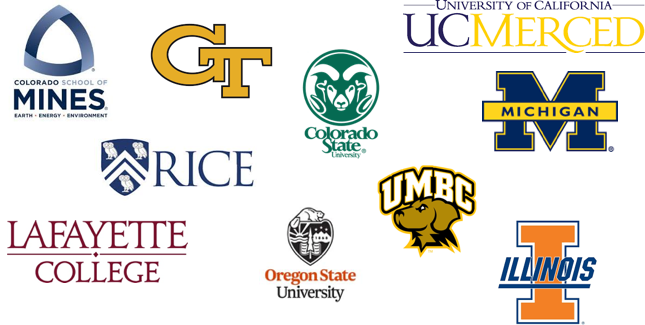 UNIVERSITY OF CALIFORNIA
UCMERCED
GT
COLORADO SCHOOL OF
MINES
EARTH • ENERGY • ENVIRONMENT
Colorado
State
University
M
MICHIGAN
RICE
UMBC
LAFAYETTE
COLLEGE
Oregon State
University
I
ILLINOIS